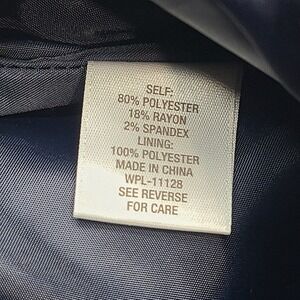 SELF:
80% POLYESTER
18% RAYON
2% SPANDEX
LINING:
100% POLYESTER
MADE IN CHINA
WPL-11128
SEE REVERSE
FOR CARE